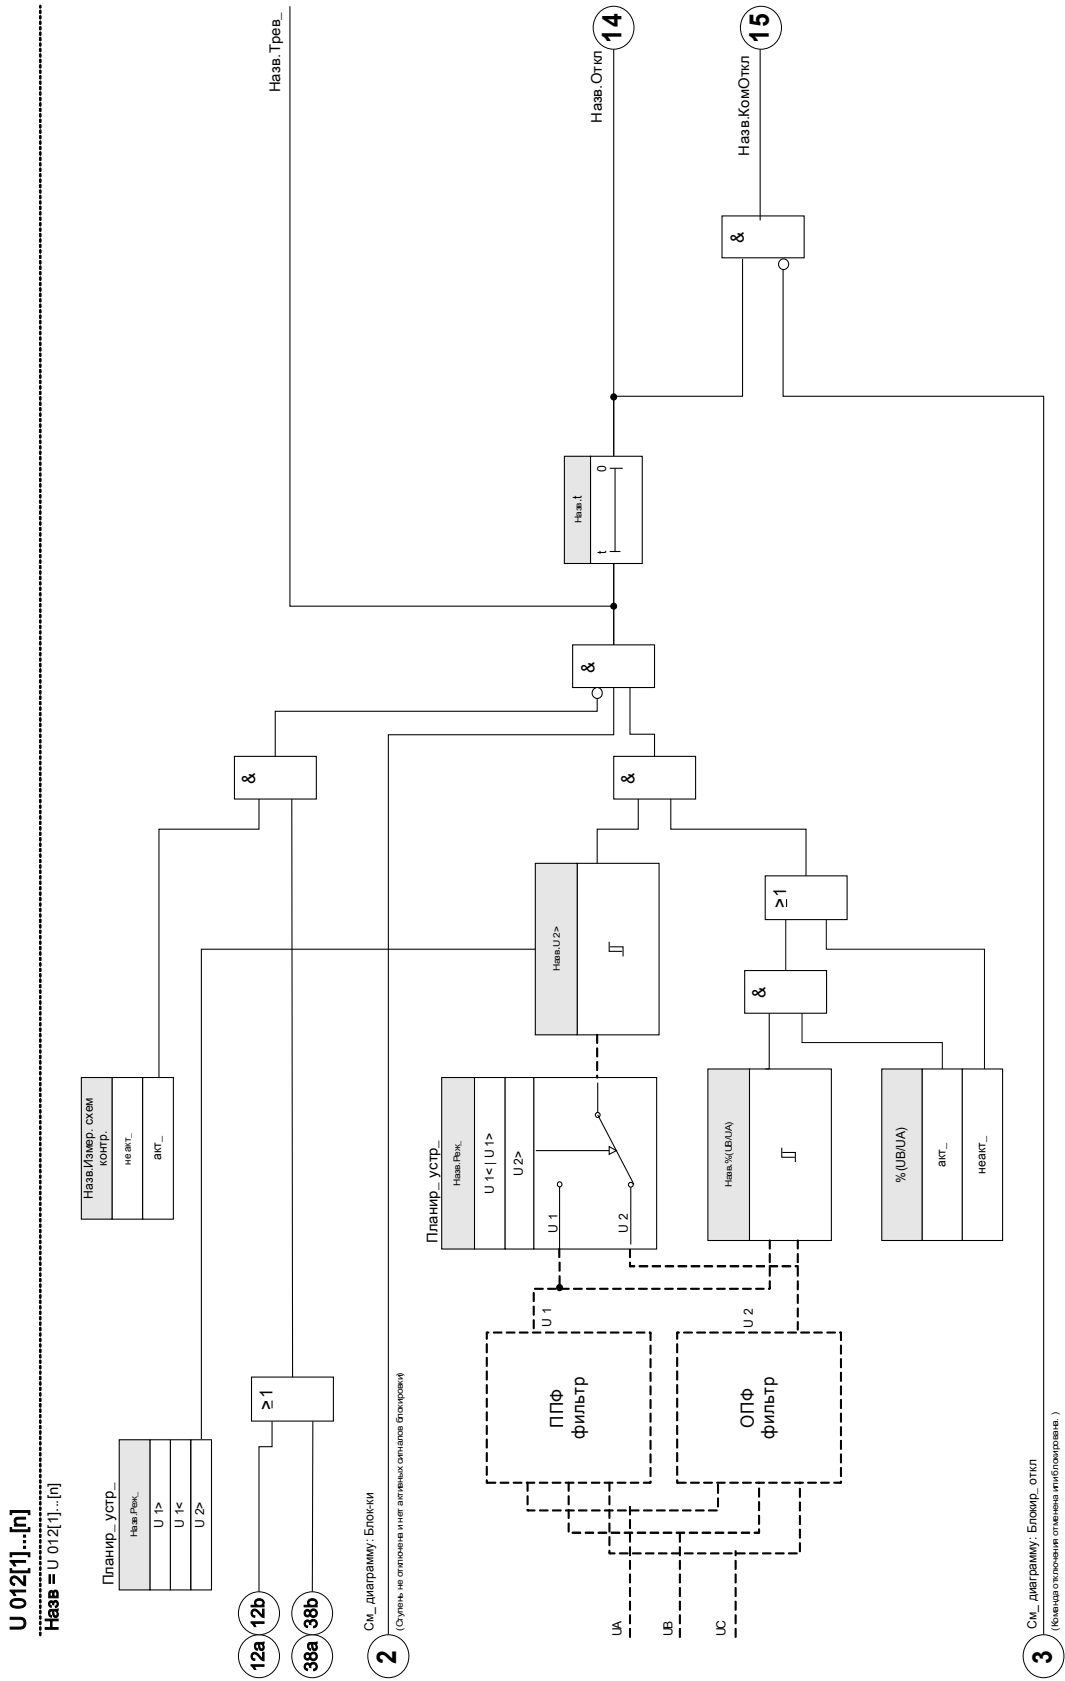 U 012[1]...[n]
Назв = U 012[1]...[n]
Планир_ устр_
Назв.Реж_
U 1>
U 1<
U 2>
Назв.Измер. схем
контр.
неакт_
акт_
12a
12b
38a
38b
≥1
&
Назв.Трев_
2
См_ диаграмму: Блок-ки
(Ступень не отключена и нет активных сигналов блокировки)
Планир_ устр_
Назв.Реж_
U 1< | U 1>
U 2>
U 1
U 2
Назв.U 2>
&
&
Назв.t
t
0
Назв.Откл
14
UA
UB
UC
ППФ
фильтр
U 1
ОПФ
фильтр
U 2
Назв.%(UB/UA)
&
≥1
%(UB/UA)
акт_
неакт_
&
Назв.КомОткл
15
3
См_ диаграмму: Блокир_ откл
(Команда отключения отменена или блокирована. )